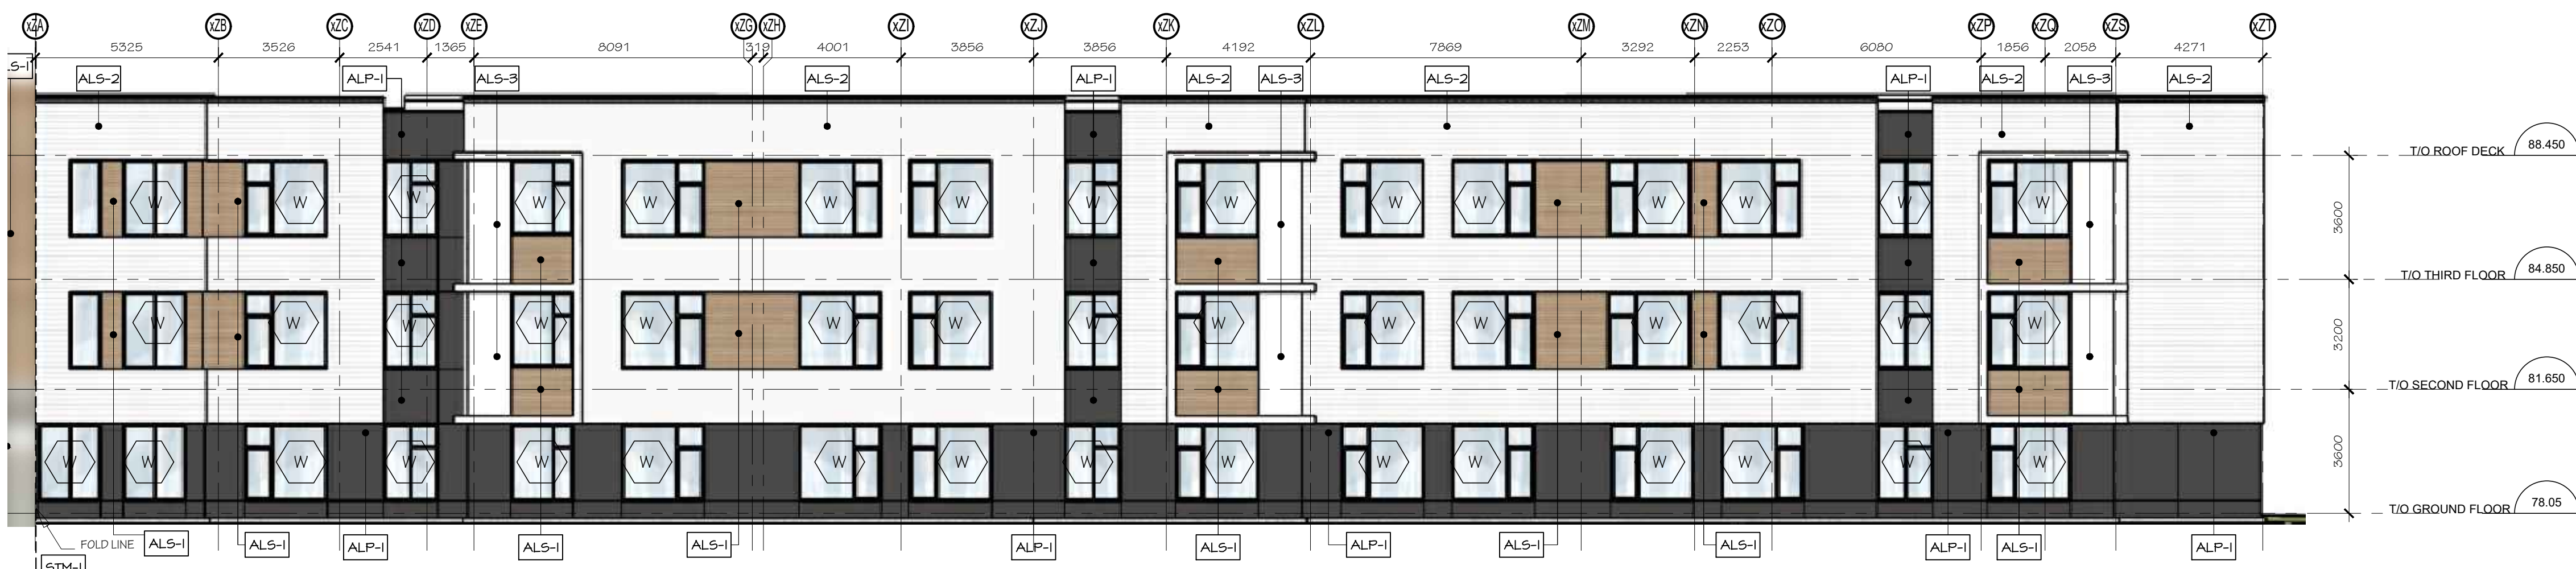 xZA xZB xZC xZD xZE xZG xZH xZI xZJ xZK xZL xZM xZN xZO xZP xZQ xZS xZT
5325 3526 2541 1365 8091 319 4001 3856 3856 4192 7869 3292 2253 6080 1856 2058 4271
S-1 ALS-2 ALP-1 ALS-3 ALS-2 ALP-1 ALS-2 ALS-3 ALS-2 ALP-1 ALS-2 ALS-3 ALS-2
T/O ROOF DECK 88.450
W W W W W W W W W W W W W W W
3600
T/O THIRD FLOOR 84.850
W W W W W W W W W W W W W W W
3200
T/O SECOND FLOOR 81.650
W W W W W W W W W W W W W W W W
3600
T/O GROUND FLOOR 78.05
FOLD LINE ALS-1 ALS-1 ALP-1 ALS-1 ALS-1 ALP-1 ALS-1 ALP-1 ALS-1 ALS-1 ALP-1 ALS-1 ALP-1
STM-1